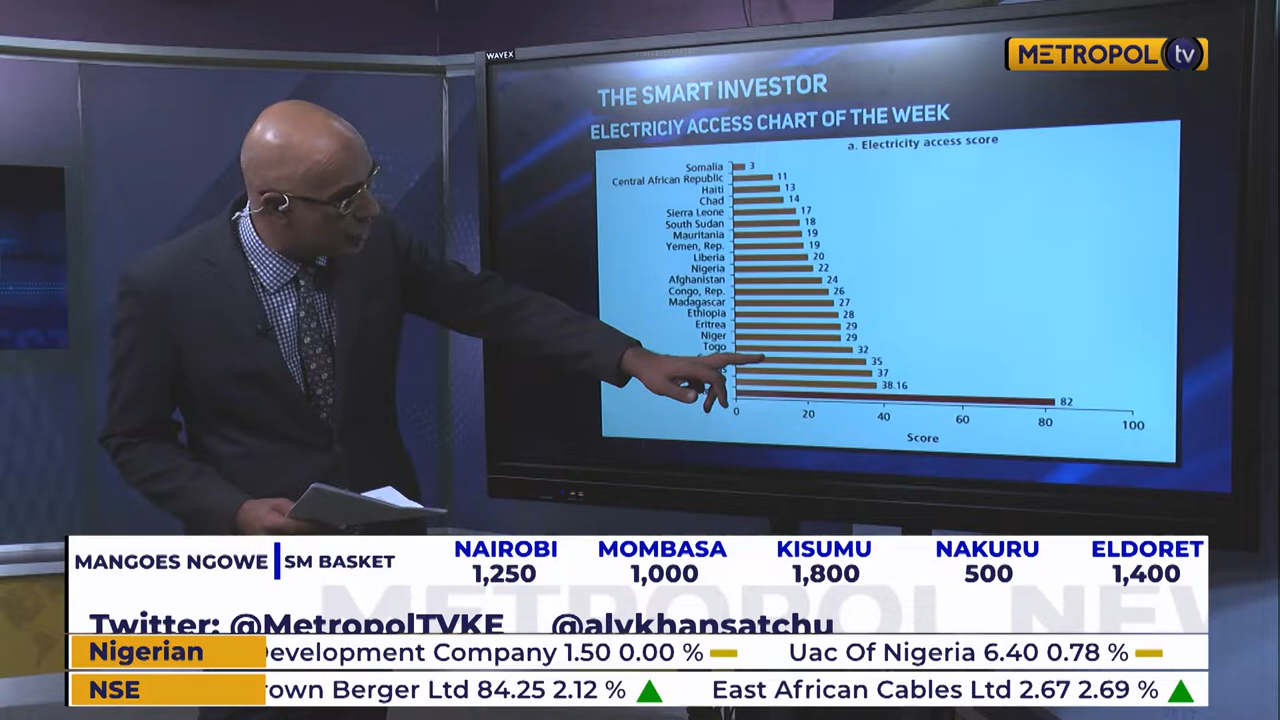 WAVEX
METROPOL tv
THE SMART INVESTOR
ELECTRICIY ACCESS CHART OF THE WEEK
a. Electricity access score
Somalia 3
Central African Republic 11
Haiti 13
Chad 14
Sierra Leone 17
South Sudan 18
Mauritania 19
Yemen, Rep. 19
Liberia 20
Nigeria 22
Afghanistan 24
Congo, Rep. 26
Madagascar 27
Ethiopia 28
Eritrea 29
Niger 29
Togo 32
35
37
38.16
82
0 20 40 60 80 100
Score
MANGOES NGOWE SM BASKET
NAIROBI MOMBASA KISUMU NAKURU ELDORET
1,250 1,000 1,800 500 1,400
Twitter: @MetropolTVKE @alykhansatchu
Nigerian evelopment Company 1.50 0.00 % Uac Of Nigeria 6.40 0.78 %
NSE rown Berger Ltd 84.25 2.12 % East African Cables Ltd 2.67 2.69 %